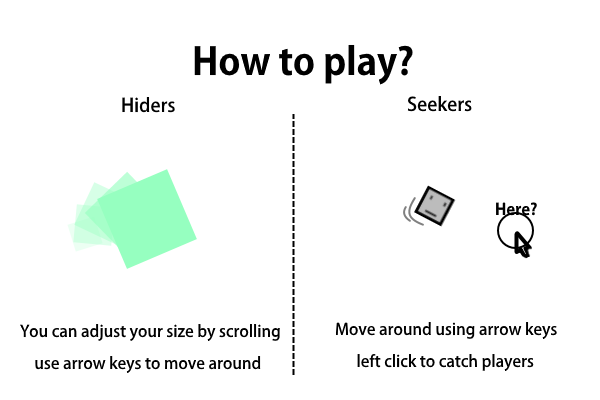 How to play?
Hiders
Seekers
Here?
You can adjust your size by scrolling
use arrow keys to move around
Move around using arrow keys
left click to catch players